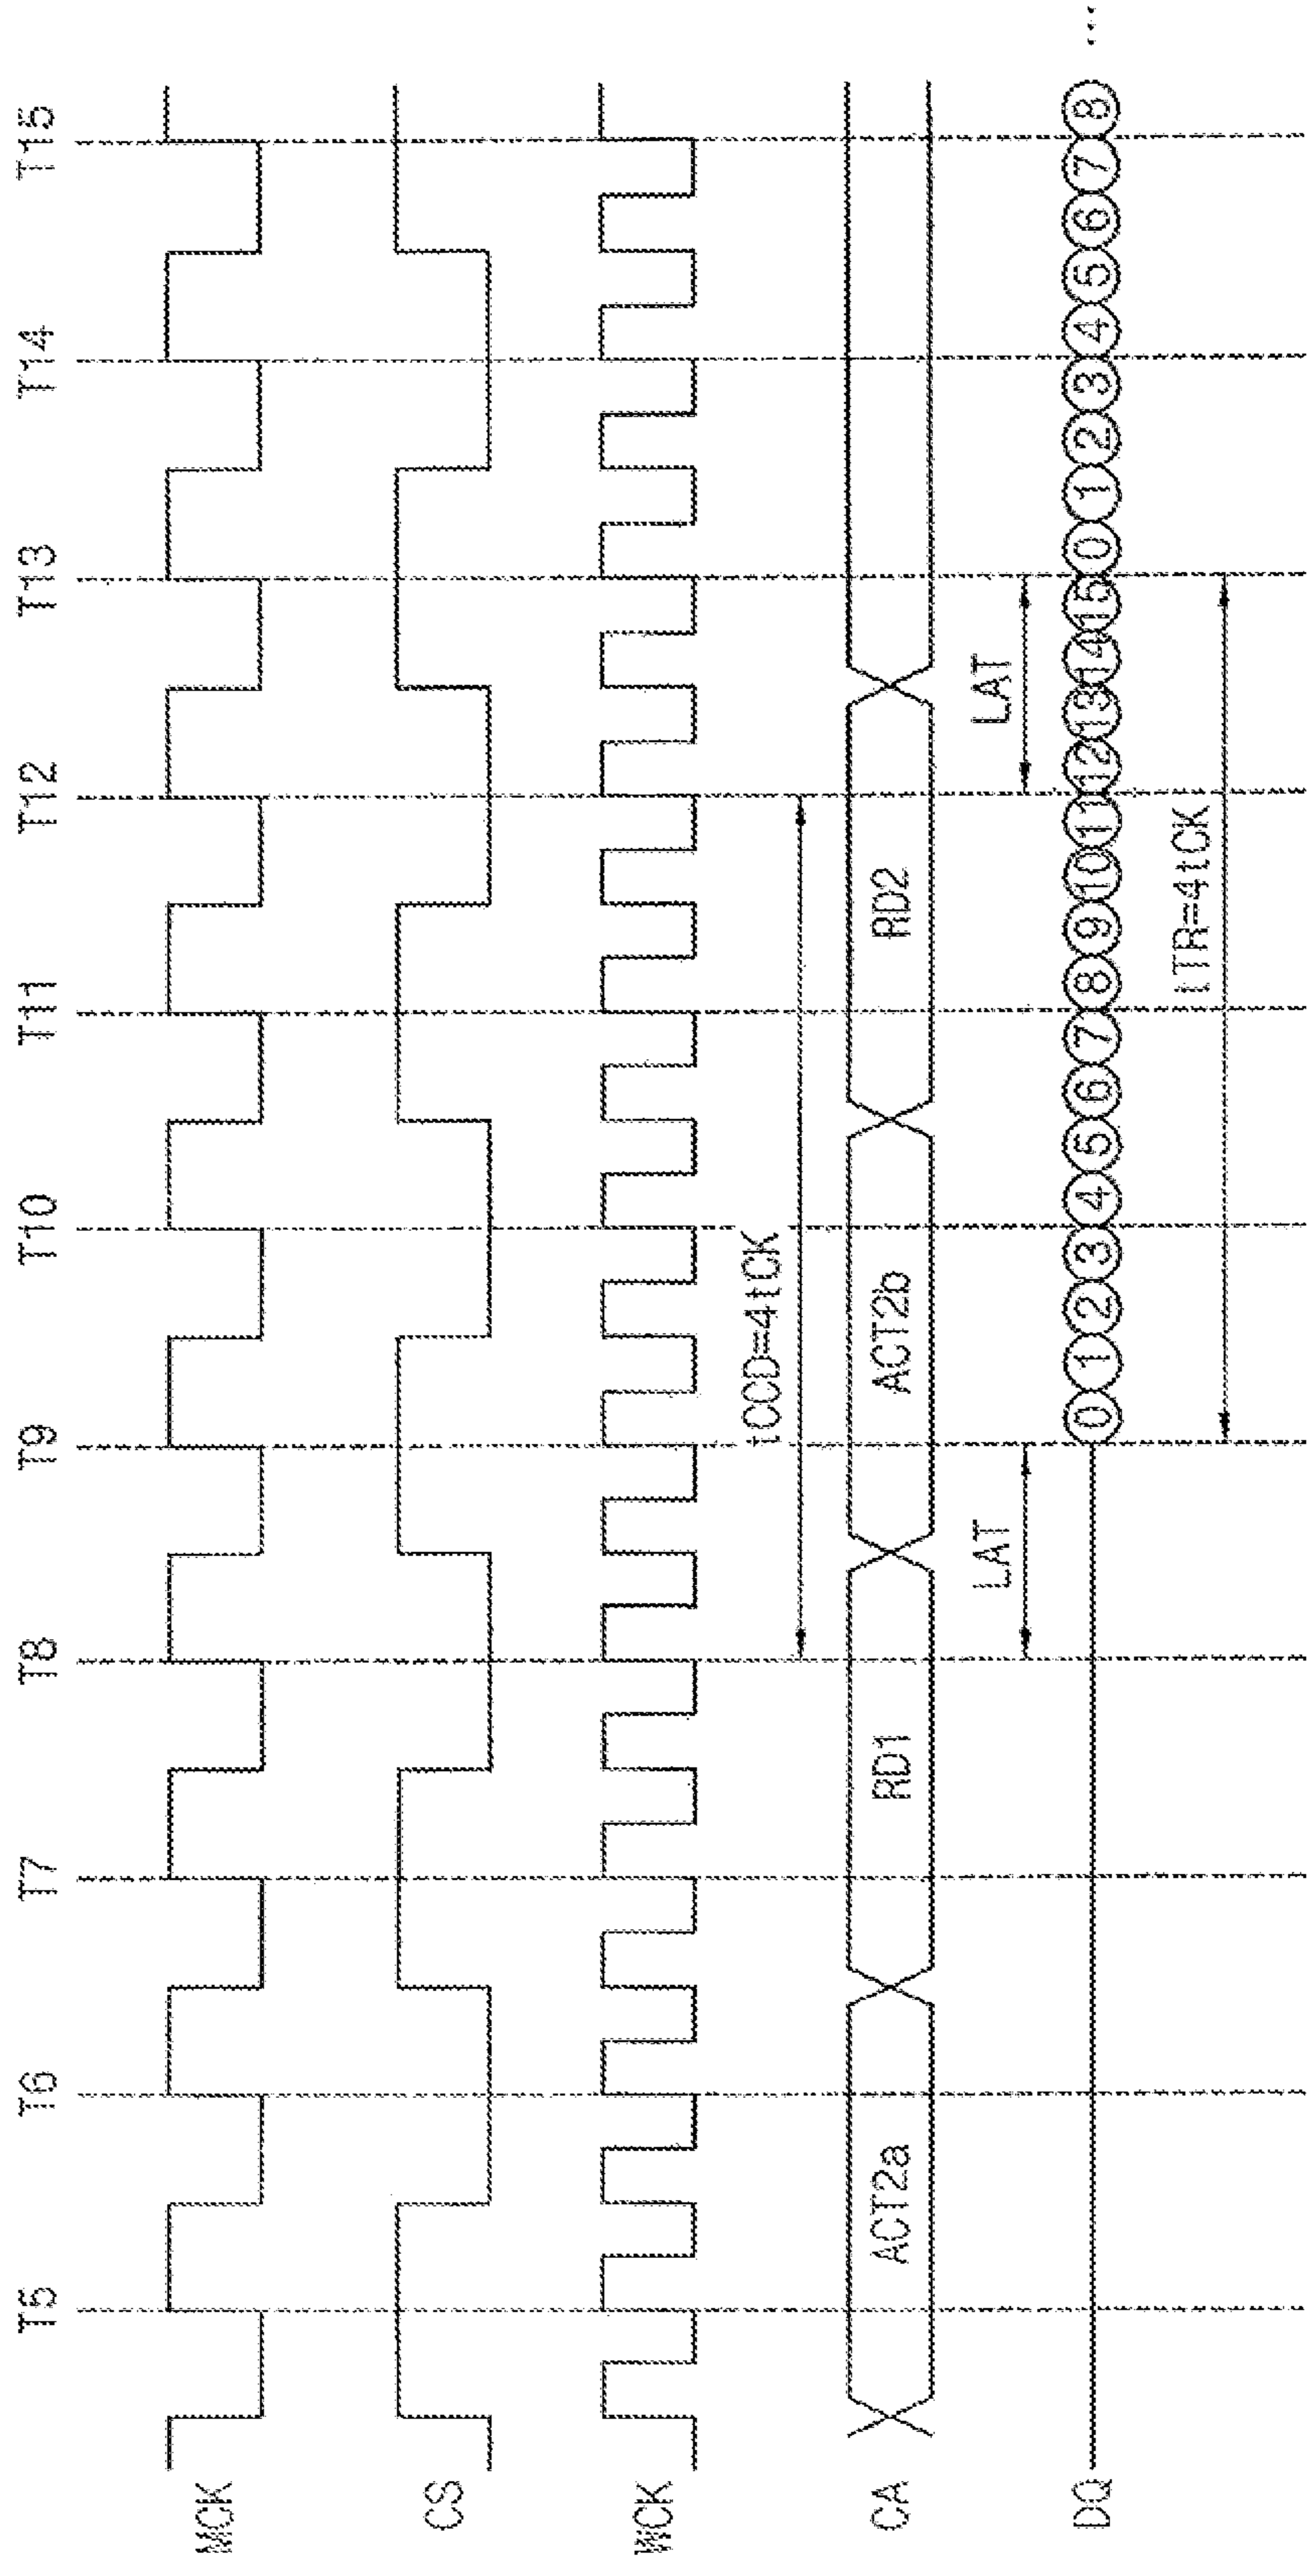 T5 T6 T7 T8 T9 T10 T11 T12 T13 T14 T15
MCK
CS
WCK
tCCD=4tCK
CA ACT2a RD1 ACT2b RD2
LAT LAT
DQ 0 1 2 3 4 5 6 7 8 9 10 11 12 13 14 15 0 1 2 3 4 5 6 7 8 ...
ITR=4tCK